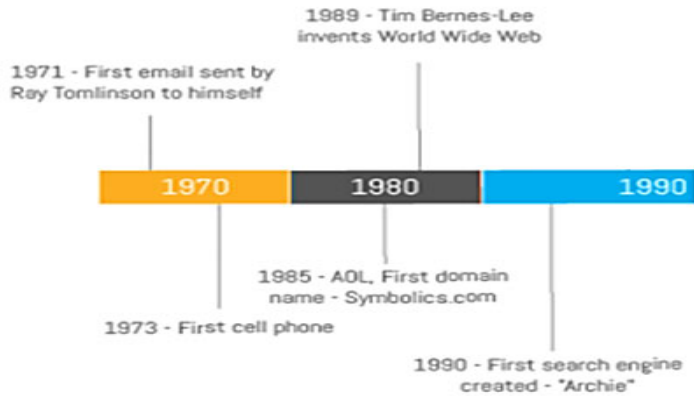 1989 - Tim Bernes-Lee
invents World Wide Web
1971 - First email sent by
Ray Tomlinson to himself
1970
1980
1990
1985 - AOL, First domain
name - Symbolics.com
1973 - First cell phone
1990 - First search engine
created - "Archie"